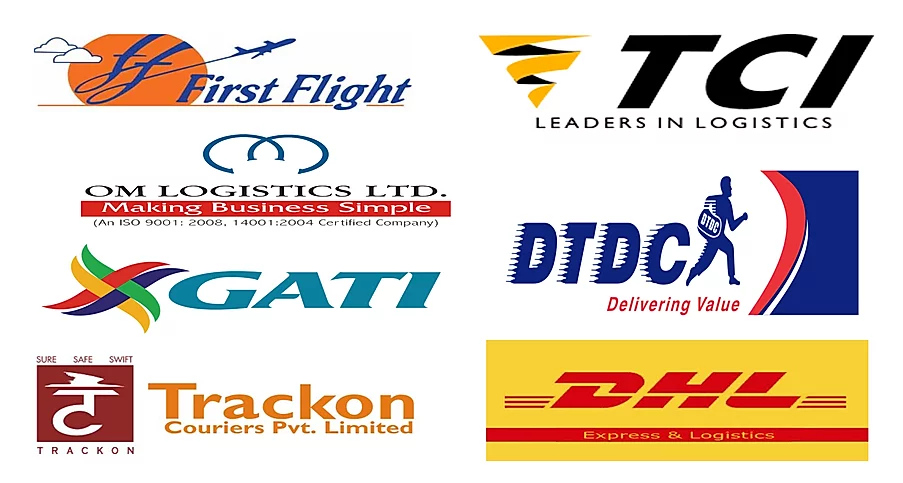 ff
First Flight
TCI
LEADERS IN LOGISTICS
OM LOGISTICS LTD.
Making Business Simple
(An ISO 9001: 2008, 14001:2004 Certified Company)
DTDC
DTDC
Delivering Value
GATI
SURE SAFE SWIFT
TRACKON
Trackon
Couriers Pvt. Limited
DHL
Express & Logistics